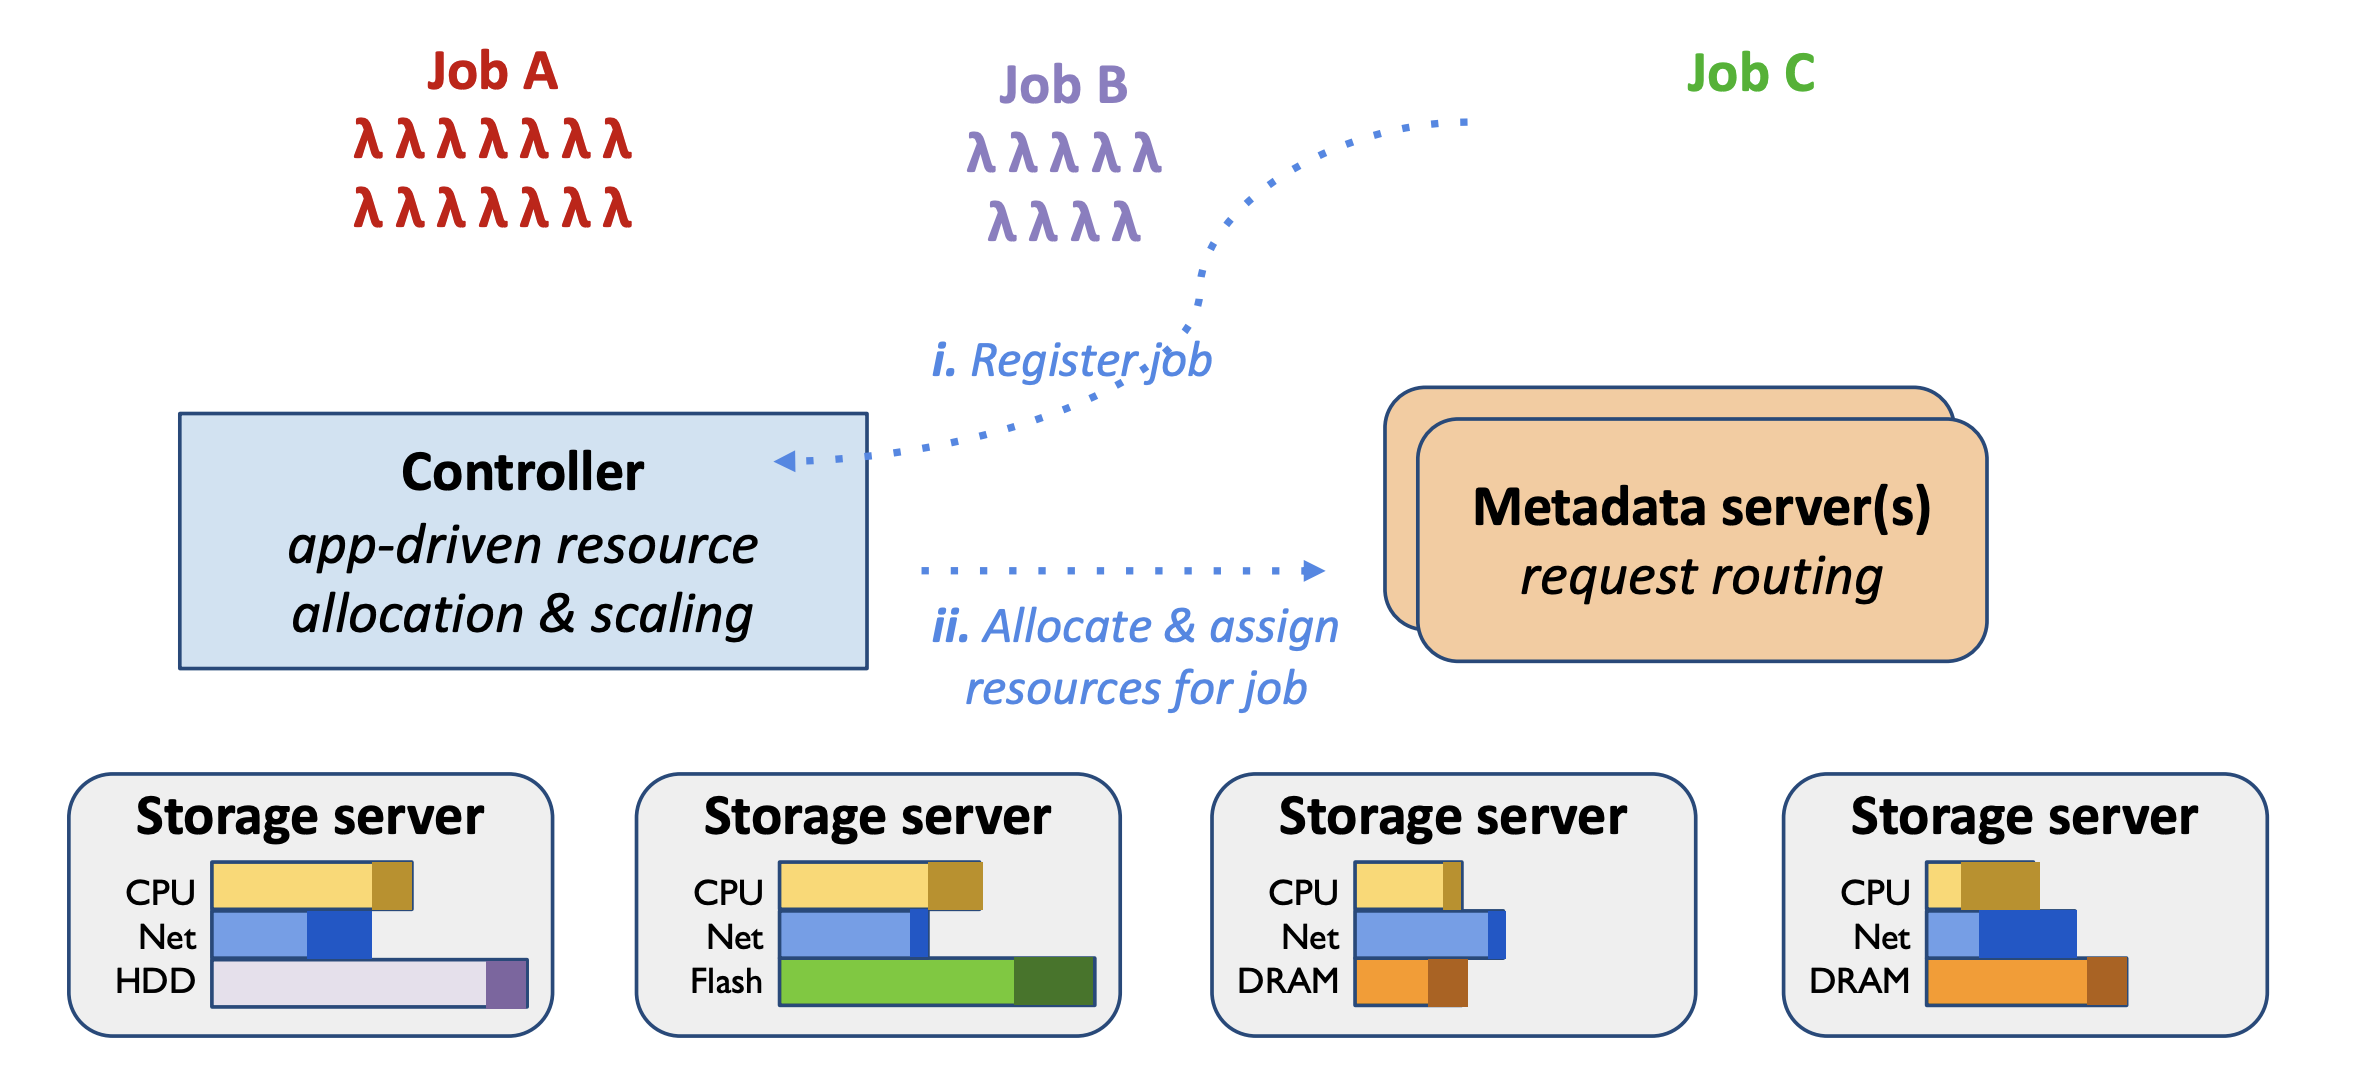 Job A
λ λ λ λ λ λ λ
λ λ λ λ λ λ λ
Job B
λ λ λ λ λ
λ λ λ λ
Job C
i. Register job
Controller
app-driven resource
allocation & scaling
ii. Allocate & assign
resources for job
Metadata server(s)
request routing
Storage server
CPU
Net
HDD
Storage server
CPU
Net
Flash
Storage server
CPU
Net
DRAM
Storage server
CPU
Net
DRAM